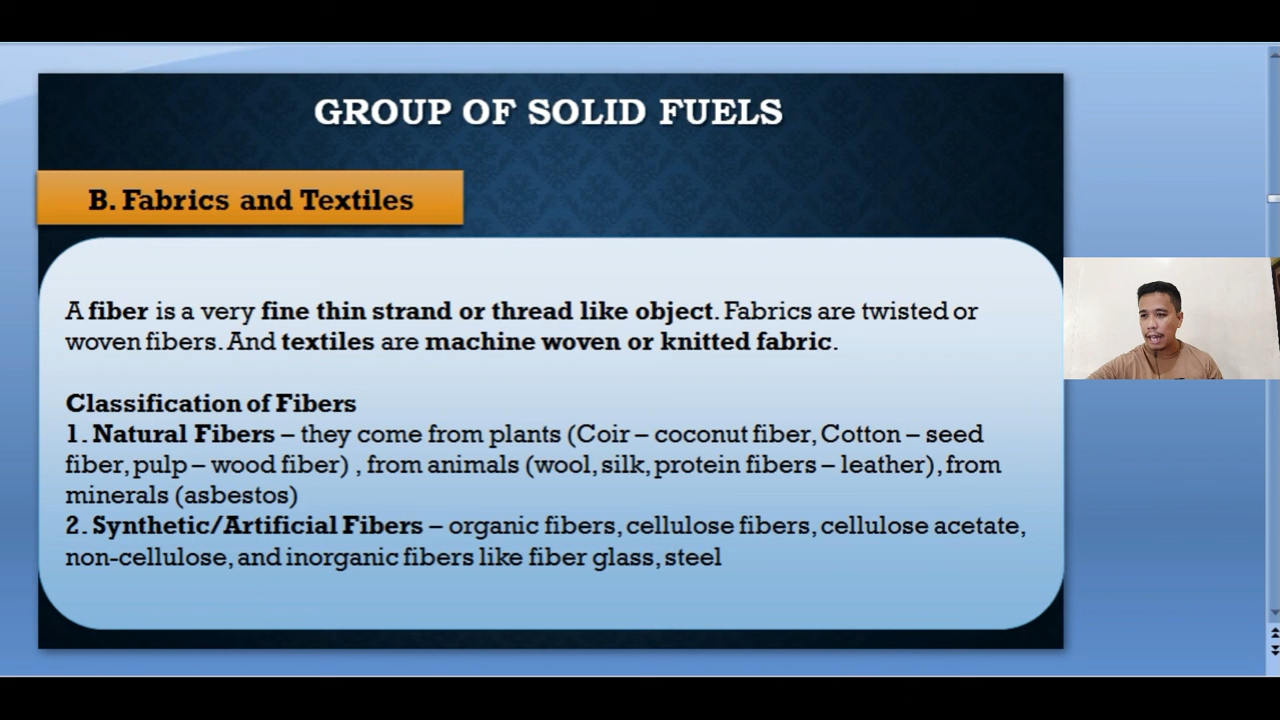 GROUP OF SOLID FUELS
B. Fabrics and Textiles
A fiber is a very fine thin strand or thread like object. Fabrics are twisted or
woven fibers. And textiles are machine woven or knitted fabric.
Classification of Fibers
1. Natural Fibers – they come from plants (Coir – coconut fiber, Cotton – seed
fiber, pulp – wood fiber) , from animals (wool, silk, protein fibers – leather), from
minerals (asbestos)
2. Synthetic/Artificial Fibers – organic fibers, cellulose fibers, cellulose acetate,
non-cellulose, and inorganic fibers like fiber glass, steel